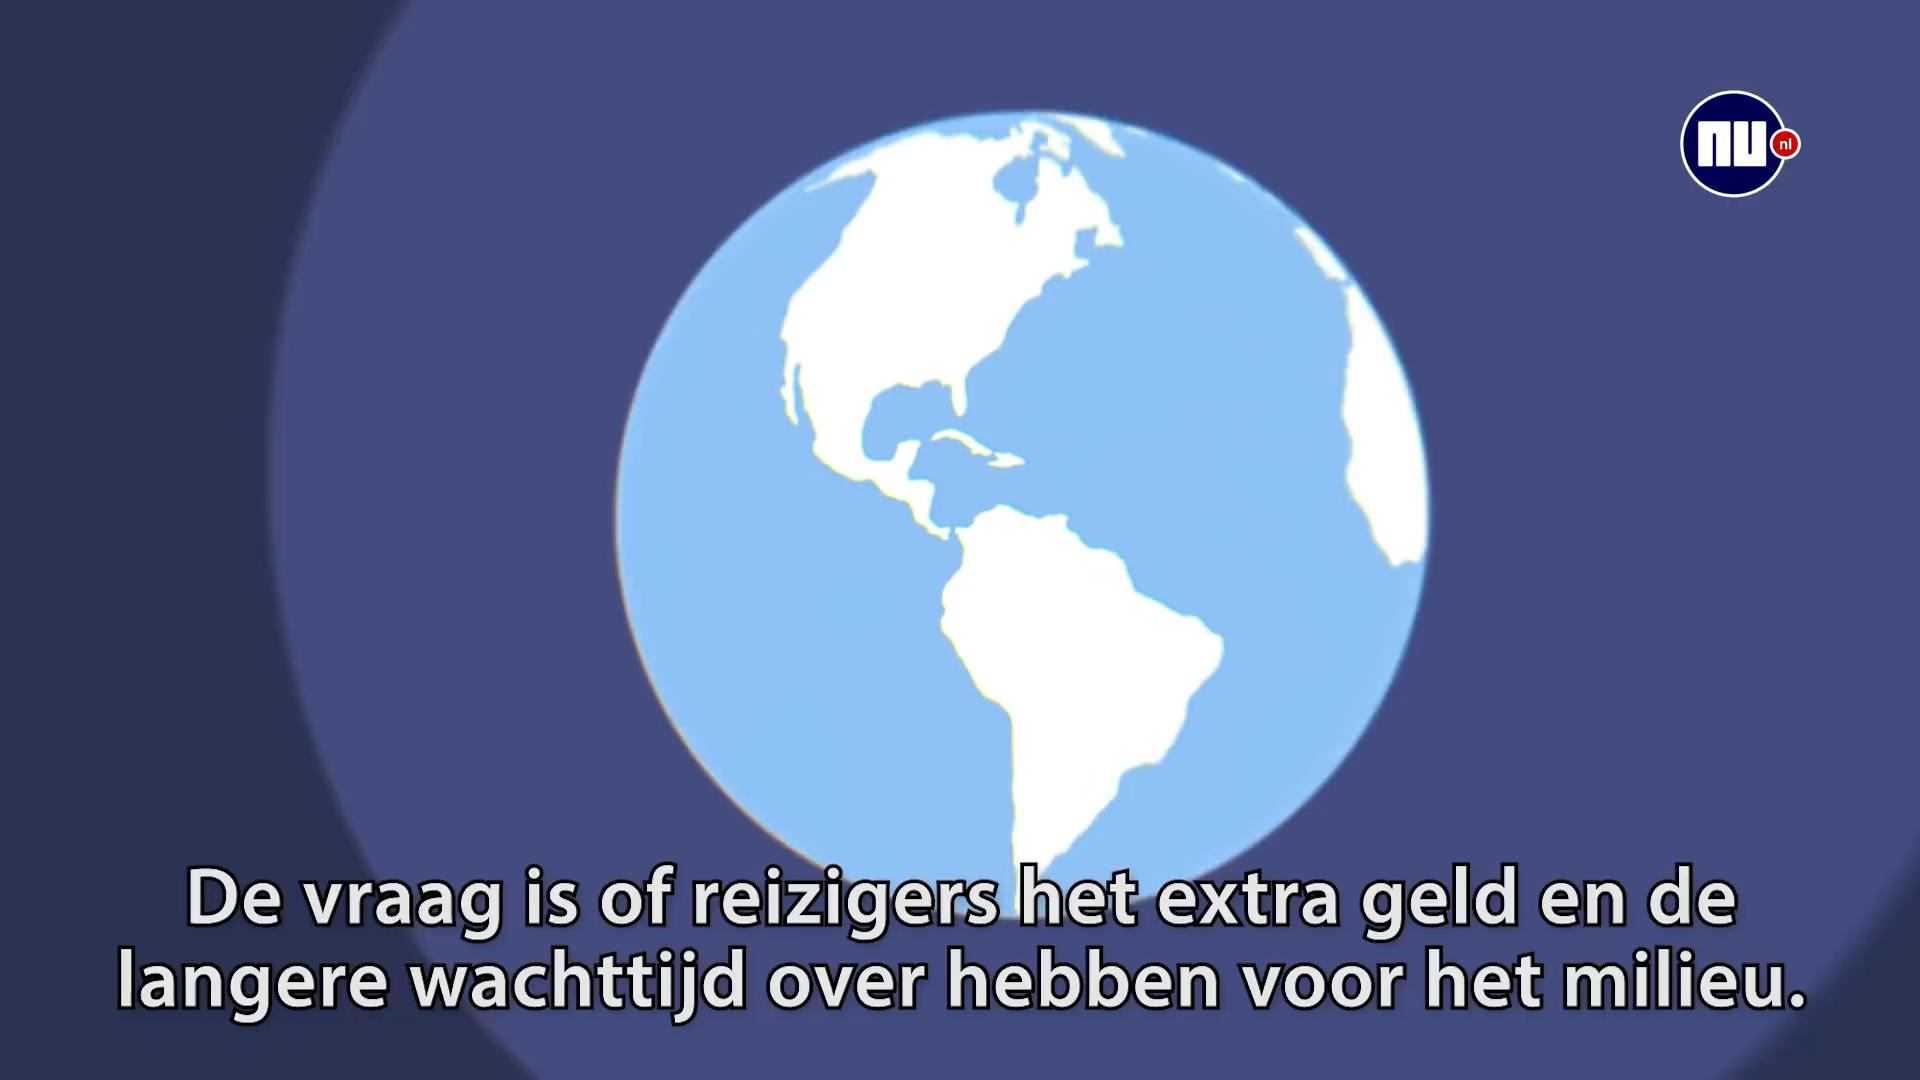 NU
nl
De vraag is of reizigers het extra geld en de
langere wachttijd over hebben voor het milieu.